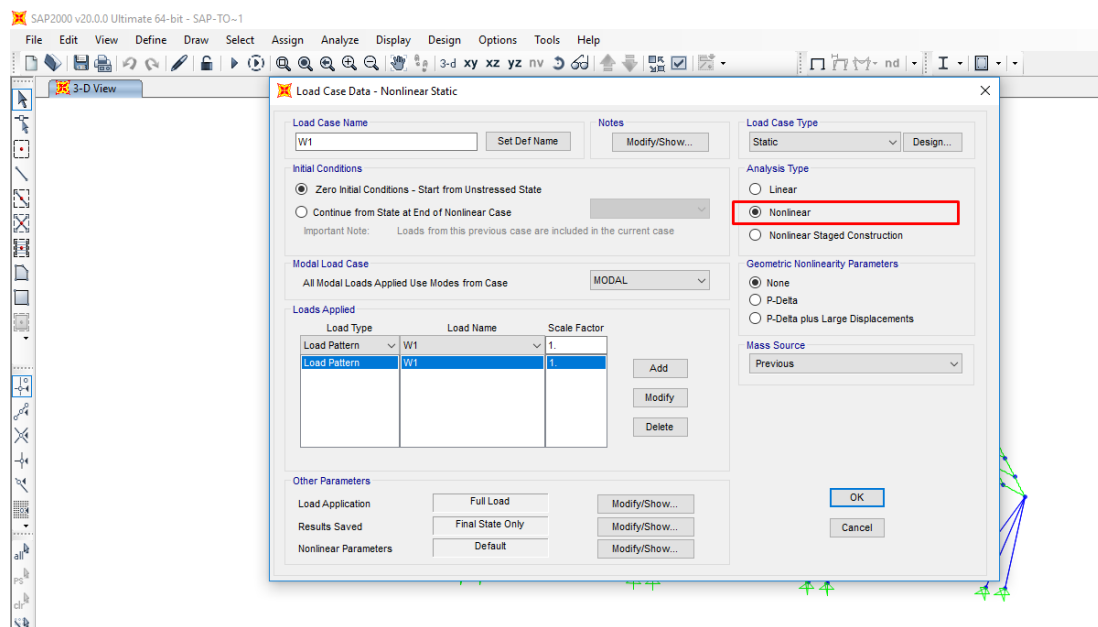 SAP2000 v20.0.0 Ultimate 64-bit - SAP-TO~1
File Edit View Define Draw Select Assign Analyze Display Design Options Tools Help
3-d xy xz yz nv nd
3-D View
Load Case Data - Nonlinear Static
Load Case Name
W1
Set Def Name
Notes
Modify/Show...
Load Case Type
Static
Design...
Initial Conditions
Zero Initial Conditions - Start from Unstressed State
Continue from State at End of Nonlinear Case
Important Note: Loads from this previous case are included in the current case
Analysis Type
Linear
Nonlinear
Nonlinear Staged Construction
Modal Load Case
All Modal Loads Applied Use Modes from Case
MODAL
Geometric Nonlinearity Parameters
None
P-Delta
P-Delta plus Large Displacements
Loads Applied
Load Type Load Name Scale Factor
Load Pattern W1 1.
Load Pattern W1 1.
Add
Modify
Delete
Mass Source
Previous
Other Parameters
Load Application Full Load Modify/Show...
Results Saved Final State Only Modify/Show...
Nonlinear Parameters Default Modify/Show...
OK
Cancel
all
ps
clr